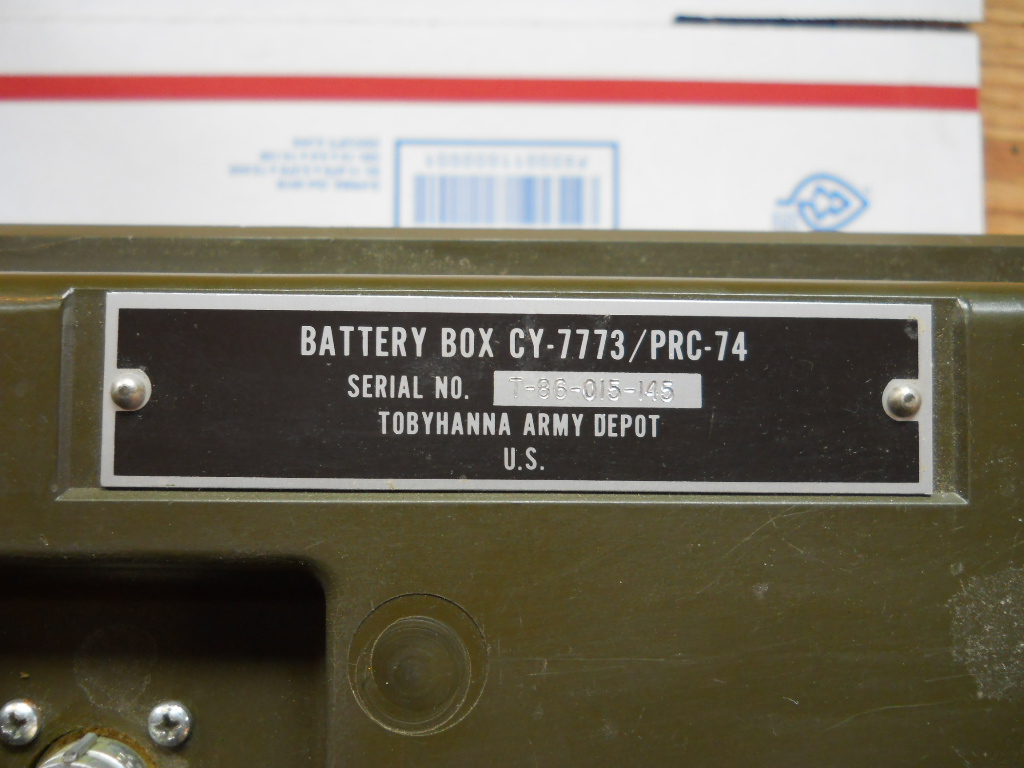 BATTERY BOX CY-7773/PRC-74
SERIAL NO. T-86-015-145
TOBYHANNA ARMY DEPOT
U.S.